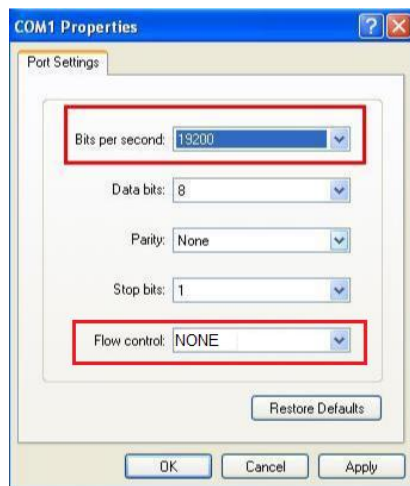 COM1 Properties
Port Settings
Bits per second: 19200
Data bits: 8
Parity: None
Stop bits: 1
Flow control: NONE
Restore Defaults
OK Cancel Apply